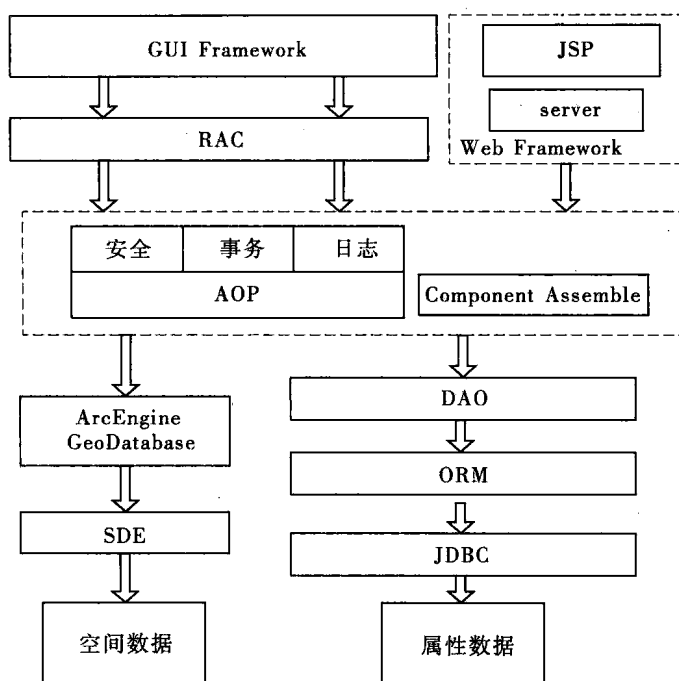 GUI Framework
JSP
server
Web Framework
RAC
安全 事务 日志
AOP
Component Assemble
ArcEngine
GeoDatabase
DAO
ORM
SDE
JDBC
空间数据
属性数据